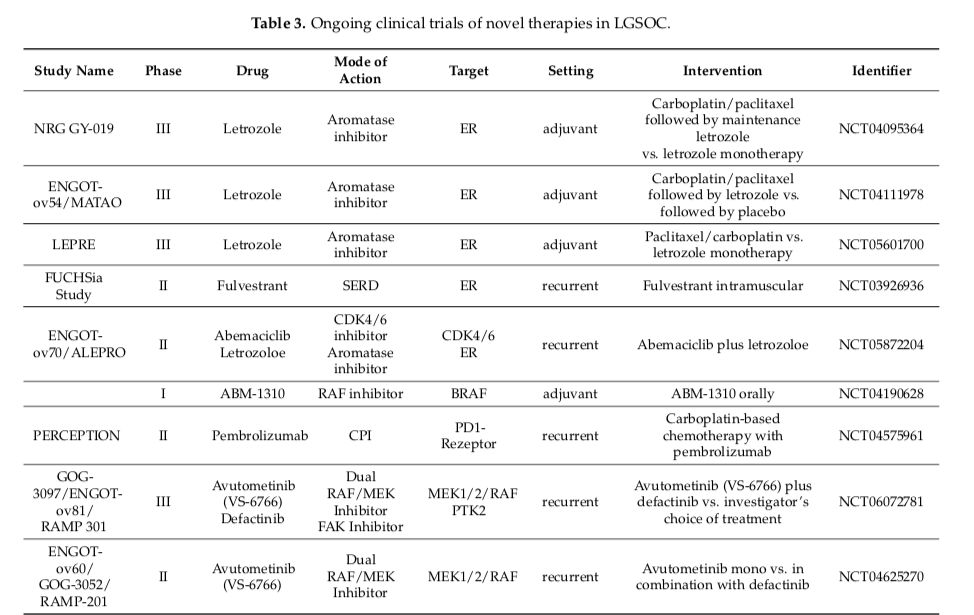 Table 3. Ongoing clinical trials of novel therapies in LGSOC.
Study Name Phase Drug Mode of Action Target Setting Intervention Identifier
NRG GY-019 III Letrozole Aromatase inhibitor ER adjuvant Carboplatin/paclitaxel followed by maintenance letrozole vs. letrozole monotherapy NCT04095364
ENGOT-ov54/MATAO III Letrozole Aromatase inhibitor ER adjuvant Carboplatin/paclitaxel followed by letrozole vs. followed by placebo NCT04111978
LEPRE III Letrozole Aromatase inhibitor ER adjuvant Paclitaxel/carboplatin vs. letrozole monotherapy NCT05601700
FUCHSia Study II Fulvestrant SERD ER recurrent Fulvestrant intramuscular NCT03926936
ENGOT-ov70/ALEPRO II Abemaciclib Letrozoloe CDK4/6 inhibitor Aromatase inhibitor CDK4/6 ER recurrent Abemaciclib plus letrozoloe NCT05872204
I ABM-1310 RAF inhibitor BRAF adjuvant ABM-1310 orally NCT04190628
PERCEPTION II Pembrolizumab CPI PD1-Rezeptor recurrent Carboplatin-based chemotherapy with pembrolizumab NCT04575961
GOG-3097/ENGOT-ov81/RAMP 301 III Avutometinib (VS-6766) Defactinib Dual RAF/MEK Inhibitor FAK Inhibitor MEK1/2/RAF PTK2 recurrent Avutometinib (VS-6766) plus defactinib vs. investigator's choice of treatment NCT06072781
ENGOT-ov60/GOG-3052/RAMP-201 II Avutometinib (VS-6766) Dual RAF/MEK Inhibitor MEK1/2/RAF recurrent Avutometinib mono vs. in combination with defactinib NCT04625270